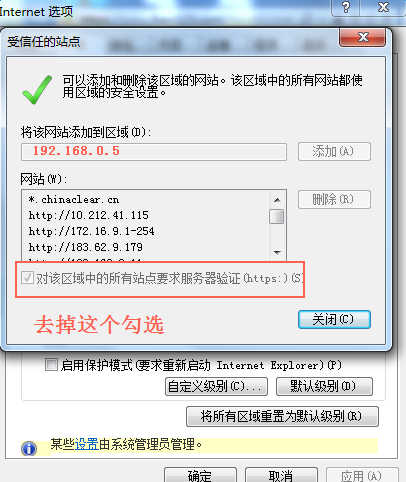 Internet 选项
受信任的站点
可以添加和删除该区域的网站。该区域中的所有网站都使
用区域的安全设置。
将该网站添加到区域(D):
192.168.0.5
添加(A)
网站(W):
*.chinaclear.cn
http://10.212.41.115
http://172.16.9.1-254
http://183.62.9.179
删除(R)
对该区域中的所有站点要求服务器验证(https:)(S)
去掉这个勾选
关闭(C)
启用保护模式(要求重新启动 Internet Explorer)(P)
自定义级别(C)...
默认级别(D)
将所有区域重置为默认级别(R)
某些设置由系统管理员管理。
确定
取消
应用(A)